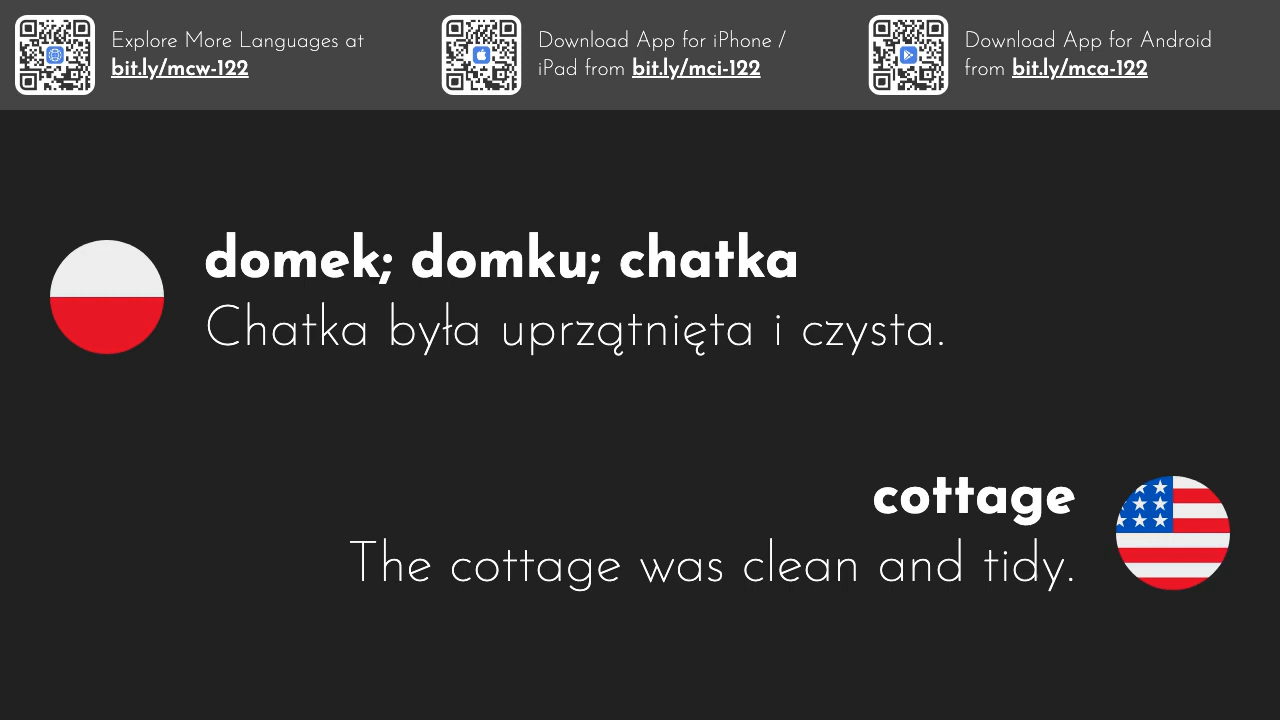 Explore More Languages at
bit.ly/mcw-122
Download App for iPhone /
iPad from bit.ly/mci-122
Download App for Android
from bit.ly/mca-122
domek; domku; chatka
Chatka była uprzątnięta i czysta.
cottage
The cottage was clean and tidy.